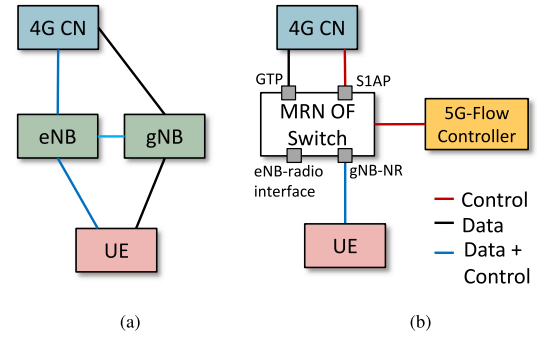 4G CN
eNB
gNB
UE
(a)
4G CN
GTP
S1AP
MRN OF
Switch
5G-Flow
Controller
eNB-radio
interface
gNB-NR
UE
Control
Data
Data +
Control
(b)